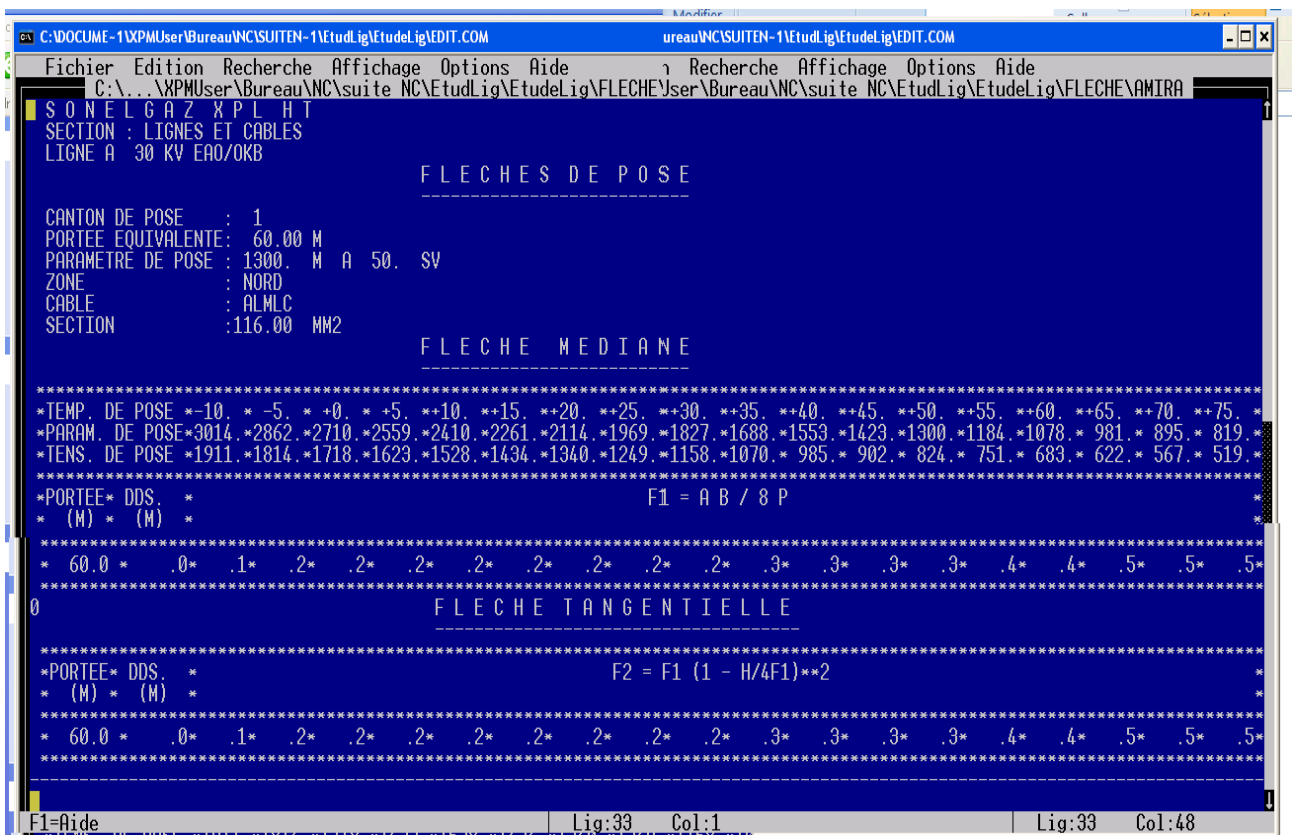 Modifier
C:\DOCUME~1\XPMUser\Bureau\NC\SUITEN~1\EtudLig\EtudeLig\EDIT.COM ureau\NC\SUITEN~1\EtudLig\EtudeLig\EDIT.COM
Fichier Edition Recherche Affichage Options Aide Recherche Affichage Options Aide
C:\...\XPMUser\Bureau\NC\suite NC\EtudLig\EtudeLig\FLECHE\Jser\Bureau\NC\suite NC\EtudLig\EtudeLig\FLECHE\AMIRA
S O N E L G A Z X P L H T
SECTION : LIGNES ET CABLES
LIGNE A 30 KV EAO/OKB
F L E C H E S D E P O S E
---------------------------
CANTON DE POSE : 1
PORTEE EQUIVALENTE: 60.00 M
PARAMETRE DE POSE : 1300. M A 50. SV
ZONE : NORD
CABLE : ALMLC
SECTION :116.00 MM2
F L E C H E M E D I A N E
---------------------------
****************************************************************************************************************************
*TEMP. DE POSE *-10. * -5. * +0. * +5. *+10. *+15. *+20. *+25. *+30. *+35. *+40. *+45. *+50. *+55. *+60. *+65. *+70. *+75. *
*PARAM. DE POSE*3014.*2862.*2710.*2559.*2410.*2261.*2114.*1969.*1827.*1688.*1553.*1423.*1300.*1184.*1078.* 981.* 895.* 819.*
*TENS. DE POSE *1911.*1814.*1718.*1623.*1528.*1434.*1340.*1249.*1158.*1070.* 985.* 902.* 824.* 751.* 683.* 622.* 567.* 519.*
****************************************************************************************************************************
*PORTEE* DDS. * F1 = A B / 8 P *
* (M) * (M) * *
****************************************************************************************************************************
* 60.0 * .0* .1* .2* .2* .2* .2* .2* .2* .2* .2* .3* .3* .3* .3* .4* .4* .5* .5* .5*
****************************************************************************************************************************
0 F L E C H E T A N G E N T I E L L E
-------------------------------------
****************************************************************************************************************************
*PORTEE* DDS. * F2 = F1 (1 - H/4F1)**2 *
* (M) * (M) * *
****************************************************************************************************************************
* 60.0 * .0* .1* .2* .2* .2* .2* .2* .2* .2* .2* .3* .3* .3* .3* .4* .4* .5* .5* .5*
****************************************************************************************************************************
F1=Aide Lig:33 Col:1 Lig:33 Col:48